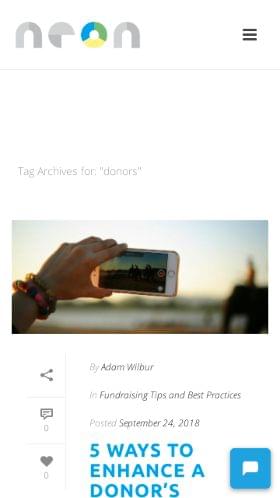 neon
Tag Archives for: "donors"
By Adam Wilbur
In Fundraising Tips and Best Practices
0
Posted September 24, 2018
5 WAYS TO
ENHANCE A
DONOR'S
0